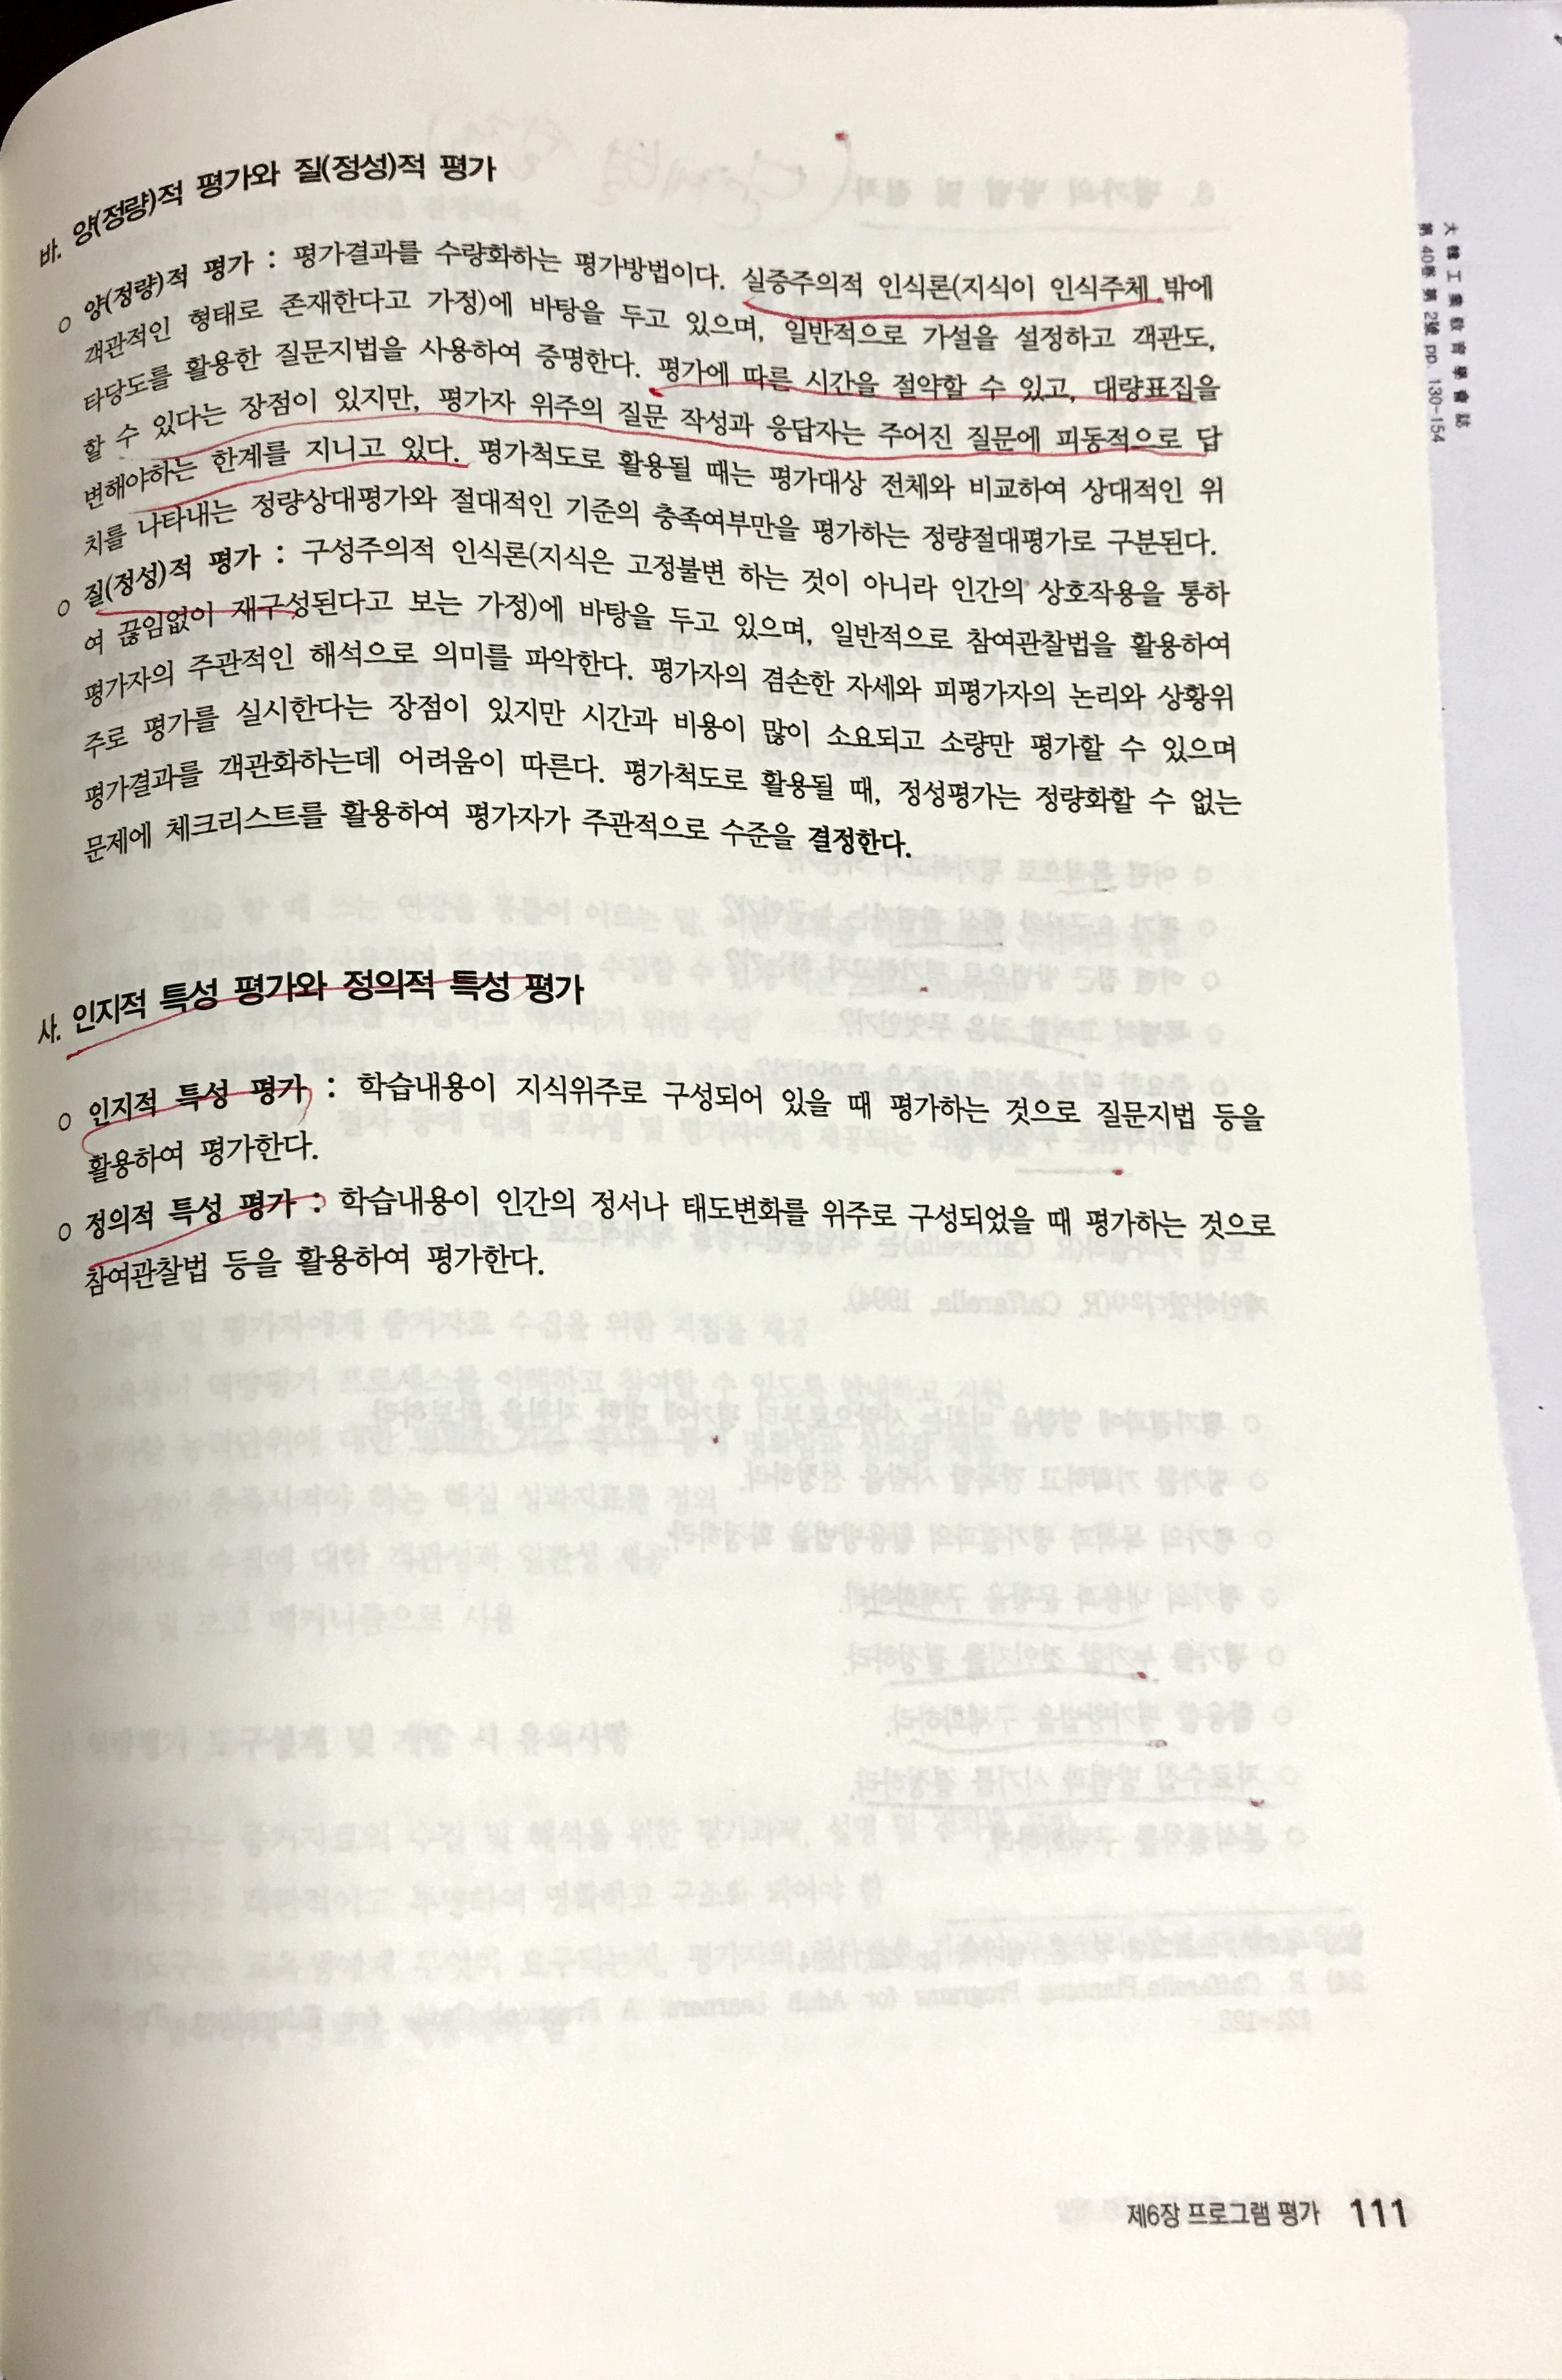 바. 양(정량)적 평가와 질(정성)적 평가
○ 양(정량)적 평가 : 평가결과를 수량화하는 평가방법이다. 실증주의적 인식론(지식이 인식주체 밖에
객관적인 형태로 존재한다고 가정)에 바탕을 두고 있으며, 일반적으로 가설을 설정하고 객관도,
타당도를 활용한 질문지법을 사용하여 증명한다. 평가에 따른 시간을 절약할 수 있고, 대량표집을
할 수 있다는 장점이 있지만, 평가자 위주의 질문 작성과 응답자는 주어진 질문에 피동적으로 답
변해야하는 한계를 지니고 있다. 평가척도로 활용될 때는 평가대상 전체와 비교하여 상대적인 위
치를 나타내는 정량상대평가와 절대적인 기준의 충족여부만을 평가하는 정량절대평가로 구분된다.
○ 질(정성)적 평가 : 구성주의적 인식론(지식은 고정불변 하는 것이 아니라 인간의 상호작용을 통하
여 끊임없이 재구성된다고 보는 가정)에 바탕을 두고 있으며, 일반적으로 참여관찰법을 활용하여
평가자의 주관적인 해석으로 의미를 파악한다. 평가자의 겸손한 자세와 피평가자의 논리와 상황위
주로 평가를 실시한다는 장점이 있지만 시간과 비용이 많이 소요되고 소량만 평가할 수 있으며
평가결과를 객관화하는데 어려움이 따른다. 평가척도로 활용될 때, 정성평가는 정량화할 수 없는
문제에 체크리스트를 활용하여 평가자가 주관적으로 수준을 결정한다.
사. 인지적 특성 평가와 정의적 특성 평가
○ 인지적 특성 평가 : 학습내용이 지식위주로 구성되어 있을 때 평가하는 것으로 질문지법 등을
활용하여 평가한다.
○ 정의적 특성 평가 : 학습내용이 인간의 정서나 태도변화를 위주로 구성되었을 때 평가하는 것으로
참여관찰법 등을 활용하여 평가한다.
제6장 프로그램 평가 111
大韓工業敎育學會誌
第 40卷 第 2號 pp. 130-154